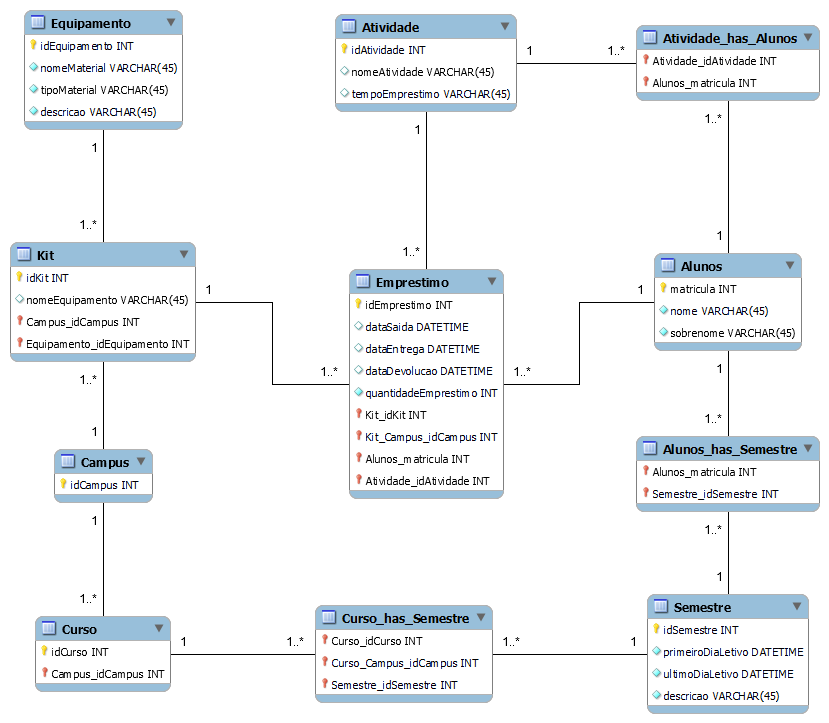 Equipamento
idEquipamento INT
nomeMaterial VARCHAR(45)
tipoMaterial VARCHAR(45)
descricao VARCHAR(45)
1
1..*
Atividade
idAtividade INT
nomeAtividade VARCHAR(45)
tempoEmprestimo VARCHAR(45)
1
1..*
1
1..*
Atividade_has_Alunos
Atividade_idAtividade INT
Alunos_matricula INT
1..*
1
Kit
idKit INT
nomeEquipamento VARCHAR(45)
Campus_idCampus INT
Equipamento_idEquipamento INT
1
1..*
1..*
1
Emprestimo
idEmprestimo INT
dataSaida DATETIME
dataEntrega DATETIME
dataDevolucao DATETIME
quantidadeEmprestimo INT
Kit_idKit INT
Kit_Campus_idCampus INT
Alunos_matricula INT
Atividade_idAtividade INT
1..*
1
Alunos
matricula INT
nome VARCHAR(45)
sobrenome VARCHAR(45)
1
1..*
Campus
idCampus INT
1
1..*
Alunos_has_Semestre
Alunos_matricula INT
Semestre_idSemestre INT
1..*
1
Curso
idCurso INT
Campus_idCampus INT
1
1..*
Curso_has_Semestre
Curso_idCurso INT
Curso_Campus_idCampus INT
Semestre_idSemestre INT
1..*
1
Semestre
idSemestre INT
primeiroDiaLetivo DATETIME
ultimoDiaLetivo DATETIME
descricao VARCHAR(45)